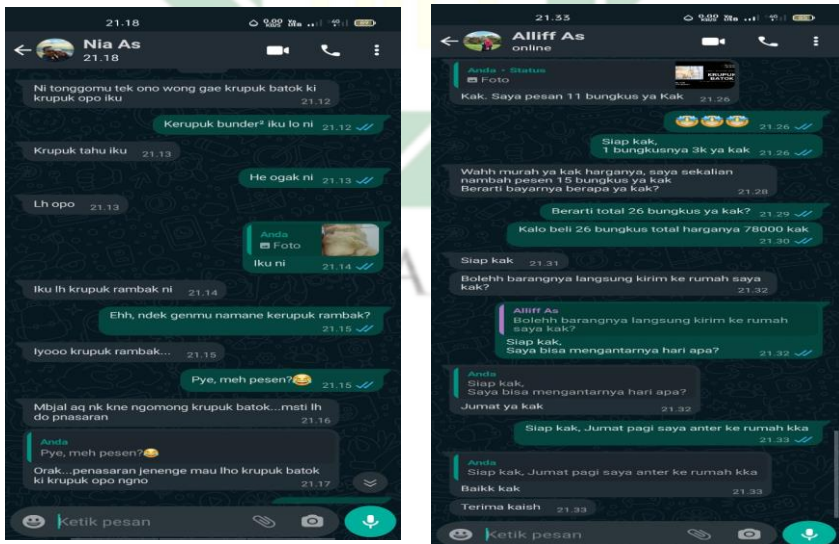 21.18
Nia As
21.18
Ni tonggomu tek ono wong gae krupuk batok ki
krupuk opo iku
21.12
Kerupuk bunder² iku lo ni
21.12
Krupuk tahu iku
21.13
He ogak ni
21.13
Lh opo
21.13
Anda
Foto
Iku ni
21.14
Iku lh krupuk rambak ni
21.14
Ehh, ndek genmu namane kerupuk rambak?
21.15
Iyooo krupuk rambak...
21.15
Pye, meh pesen?😂
21.15
Mbjal aq nk kne ngomong krupuk batok...msti lh
do pnasaran
21.16
Anda
Pye, meh pesen?😂
Orak...penasaran jenenge mau lho krupuk batok
ki krupuk opo ngno
21.17
Ketik pesan
21.33
Alliff As
online
Anda • Status
Foto
KRUPUK
BATOK
Kak. Saya pesan 11 bungkus ya Kak
21.26
21.26
Siap kak,
1 bungkusnya 3k ya kak
21.26
Wahh murah ya kak harganya, saya sekalian
nambah pesen 15 bungkus ya kak
Berarti bayarnya berapa ya kak?
21.28
Berarti total 26 bungkus ya kak?
21.29
Kalo beli 26 bungkus total harganya 78000 kak
21.30
Siap kak
21.31
Bolehh barangnya langsung kirim ke rumah saya
kak?
21.32
Alliff As
Bolehh barangnya langsung kirim ke rumah
saya kak?
Siap kak,
Saya bisa mengantarnya hari apa?
21.32
Anda
Siap kak,
Saya bisa mengantarnya hari apa?
Jumat ya kak
21.32
Siap kak, Jumat pagi saya anter ke rumah kka
21.33
Anda
Siap kak, Jumat pagi saya anter ke rumah kka
Baikk kak
21.33
Terima kaish
21.33
Ketik pesan